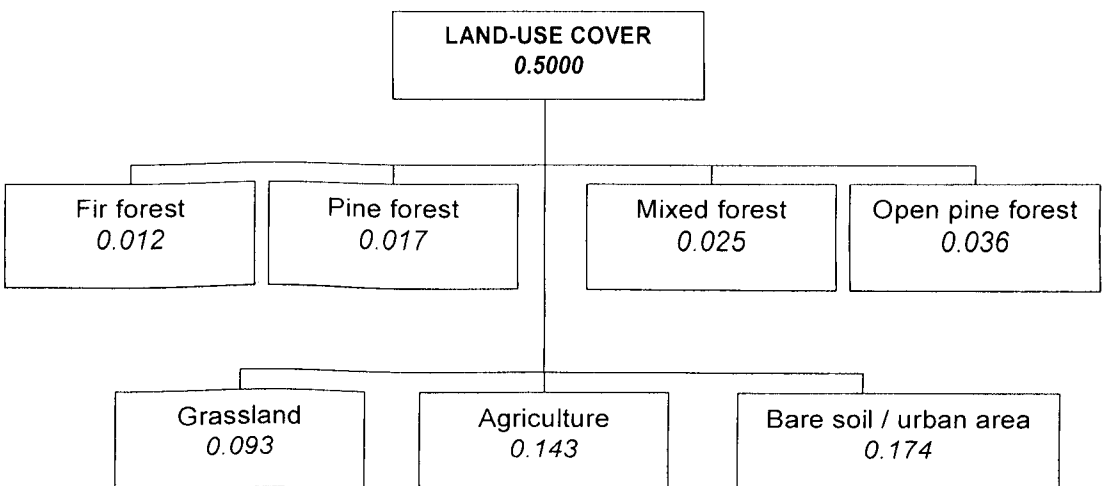 LAND-USE COVER
0.5000
Fir forest
0.012
Pine forest
0.017
Mixed forest
0.025
Open pine forest
0.036
Grassland
0.093
Agriculture
0.143
Bare soil / urban area
0.174